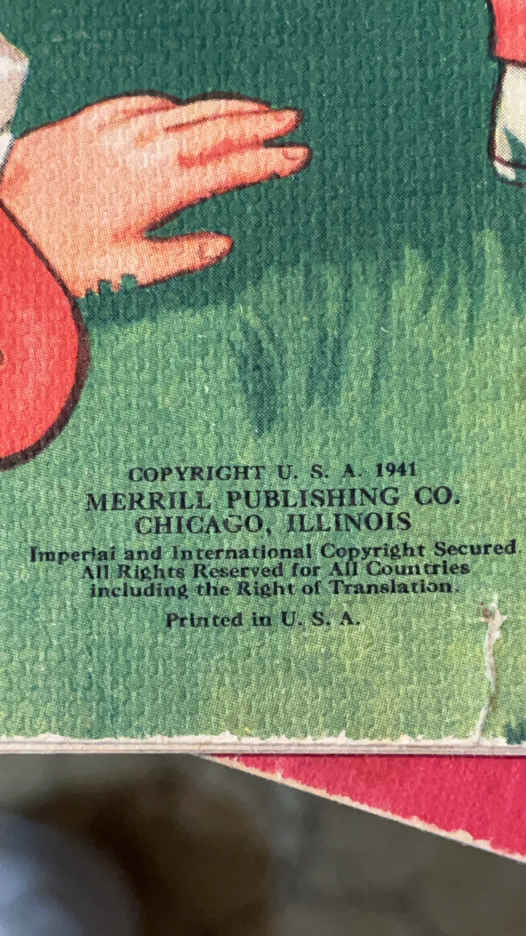 COPYRIGHT U. S. A. 1941
MERRILL PUBLISHING CO.
CHICAGO, ILLINOIS
Imperial and International Copyright Secured
All Rights Reserved for All Countries
including the Right of Translation.
Printed in U. S. A.